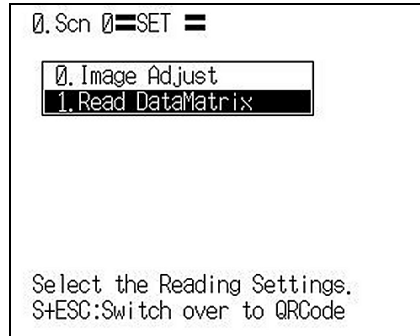 0.Scn 0=SET =
0.Image Adjust
1.Read DataMatrix
Select the Reading Settings.
S+ESC:Switch over to QRCode